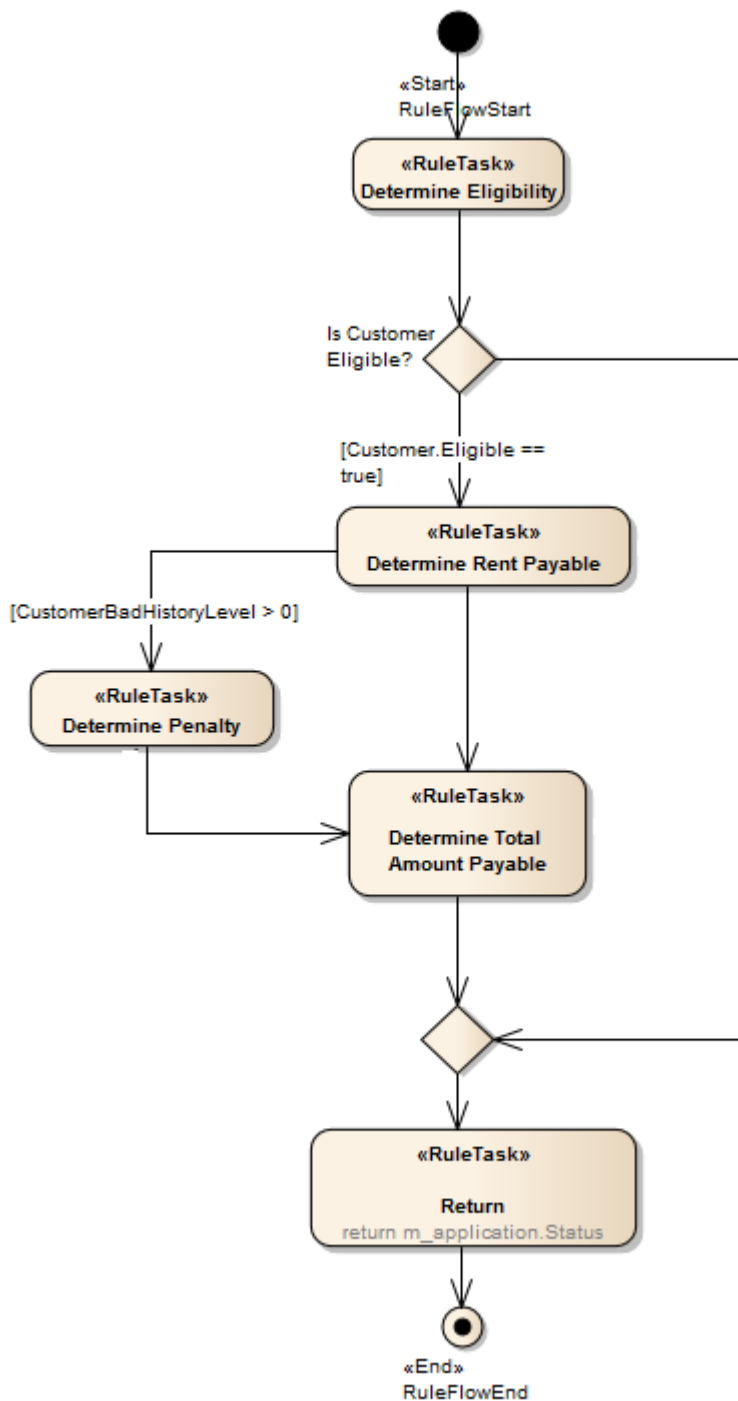 «Start»
RuleFlowStart
«RuleTask»
Determine Eligibility
Is Customer
Eligible?
[Customer.Eligible ==
true]
«RuleTask»
Determine Rent Payable
[CustomerBadHistoryLevel > 0]
«RuleTask»
Determine Penalty
«RuleTask»
Determine Total
Amount Payable
«RuleTask»
Return
return m_application.Status
«End»
RuleFlowEnd